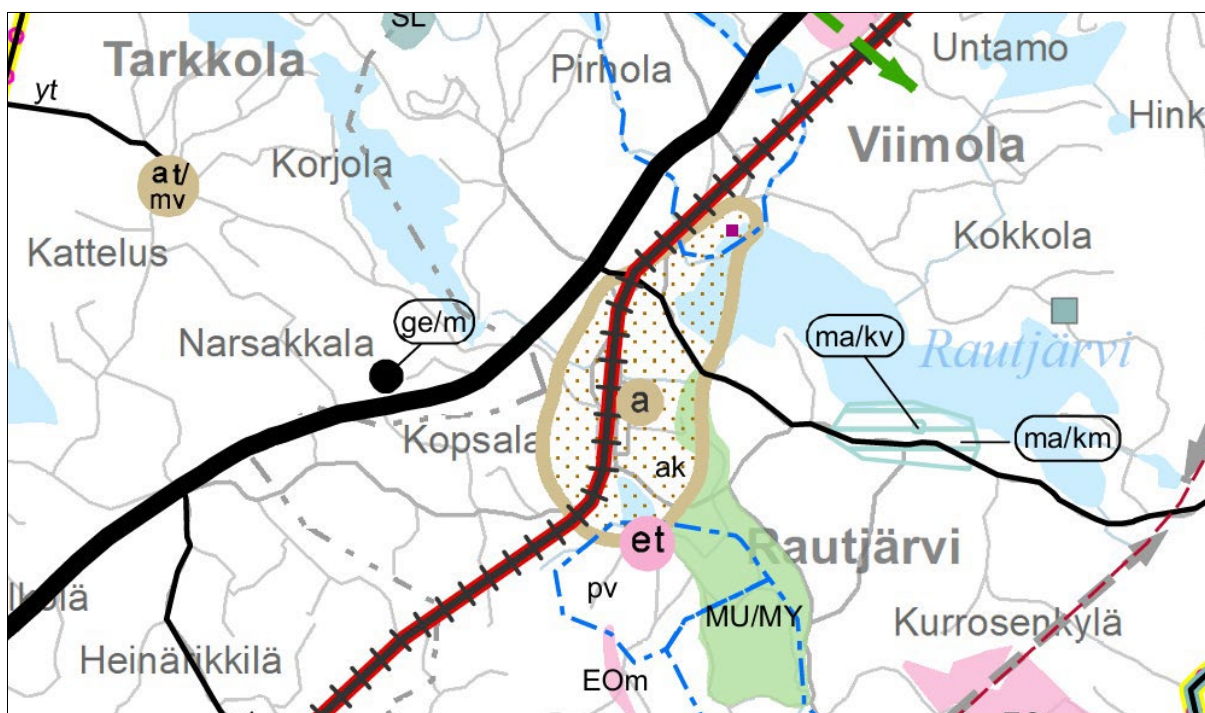 SL
Untamo
Tarkkola
Pirhola
yt
Hink
Viimola
Korjola
at/
mv
Kokkola
Kattelus
ge/m
ma/kv
Narsakkala
Rautjärvi
a
Kopsala
ma/km
ak
et
Rautjärvi
pv
MU/MY
Kurrosenkylä
Heinärikkilä
EOm